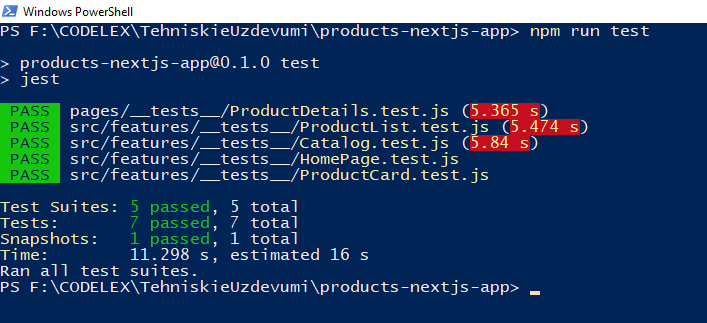 Windows PowerShell
PS F:\CODELEX\TehniskieUzdevumi\products-nextjs-app> npm run test
> products-nextjs-app@0.1.0 test
> jest
PASS pages/__tests__/ProductDetails.test.js (5.365 s)
PASS src/features/__tests__/ProductList.test.js (5.474 s)
PASS src/features/__tests__/Catalog.test.js (5.84 s)
PASS src/features/__tests__/HomePage.test.js
PASS src/features/__tests__/ProductCard.test.js
Test Suites: 5 passed, 5 total
Tests: 7 passed, 7 total
Snapshots: 1 passed, 1 total
Time: 11.298 s, estimated 16 s
Ran all test suites.
PS F:\CODELEX\TehniskieUzdevumi\products-nextjs-app> _